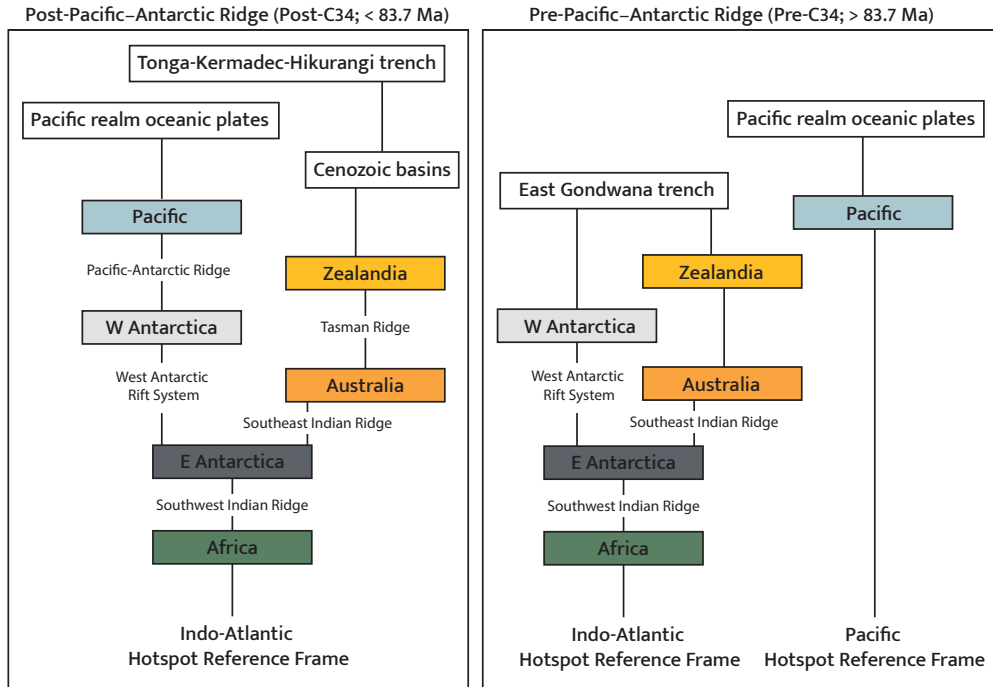 Post-Pacific–Antarctic Ridge (Post-C34; < 83.7 Ma)
Tonga-Kermadec-Hikurangi trench
Pacific realm oceanic plates
Cenozoic basins
Pacific
Pacific-Antarctic Ridge
Zealandia
W Antarctica
Tasman Ridge
West Antarctic
Rift System
Australia
Southeast Indian Ridge
E Antarctica
Southwest Indian Ridge
Africa
Indo-Atlantic
Hotspot Reference Frame
Pre-Pacific–Antarctic Ridge (Pre-C34; > 83.7 Ma)
Pacific realm oceanic plates
East Gondwana trench
Pacific
Zealandia
W Antarctica
West Antarctic
Rift System
Australia
Southeast Indian Ridge
E Antarctica
Southwest Indian Ridge
Africa
Indo-Atlantic
Hotspot Reference Frame
Pacific
Hotspot Reference Frame